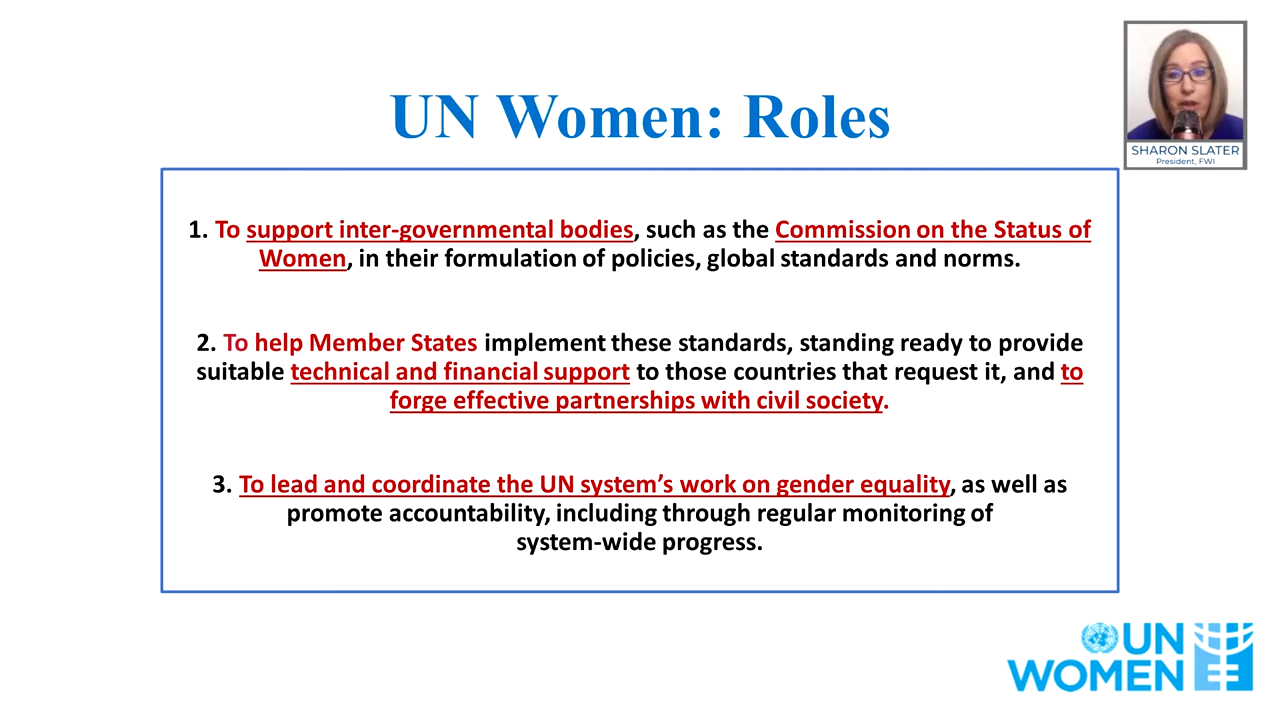 UN Women: Roles
SHARON SLATER
President, FWI
1. To support inter-governmental bodies, such as the Commission on the Status of
Women, in their formulation of policies, global standards and norms.
2. To help Member States implement these standards, standing ready to provide
suitable technical and financial support to those countries that request it, and to
forge effective partnerships with civil society.
3. To lead and coordinate the UN system’s work on gender equality, as well as
promote accountability, including through regular monitoring of
system-wide progress.
UN
WOMEN